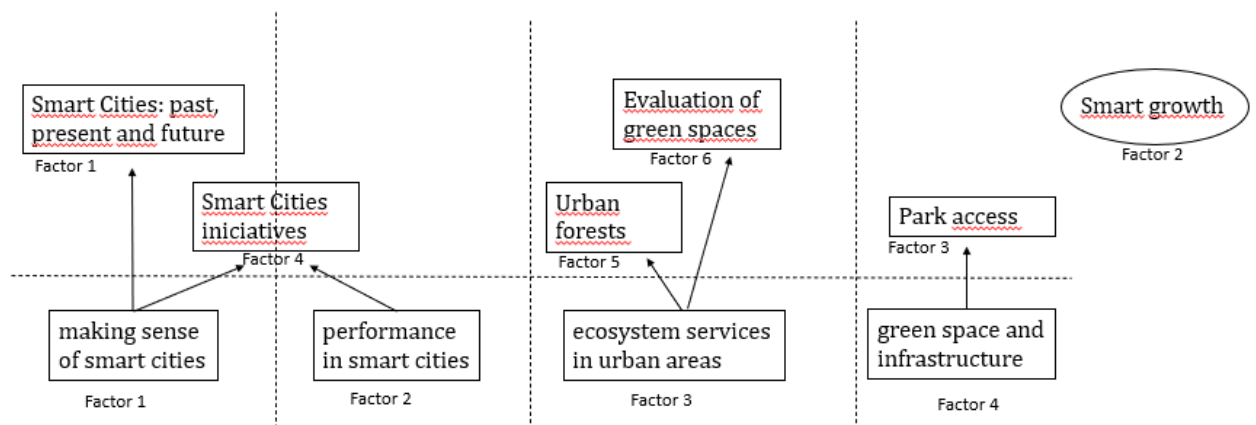 Smart Cities: past,
present and future
Factor 1
Smart Cities
iniciatives
Factor 4
Evaluation of
green spaces
Factor 6
Urban
forests
Factor 5
Smart growth
Factor 2
Park access
Factor 3
making sense
of smart cities
Factor 1
performance
in smart cities
Factor 2
ecosystem services
in urban areas
Factor 3
green space and
infrastructure
Factor 4